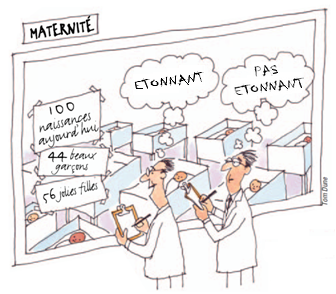 MATERNITÉ
ETONNANT
PAS
ETONNANT
100
naissances
aujourd'hui
44 beaux
garçons
56 jolies filles
Tom Dunne